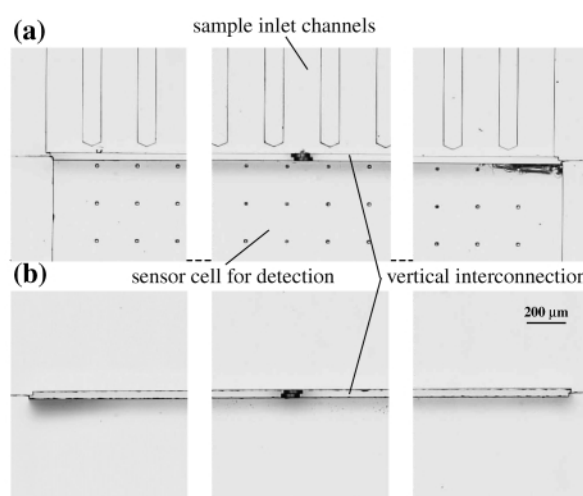 (a)
sample inlet channels
sensor cell for detection
vertical interconnection
(b)
200 μm